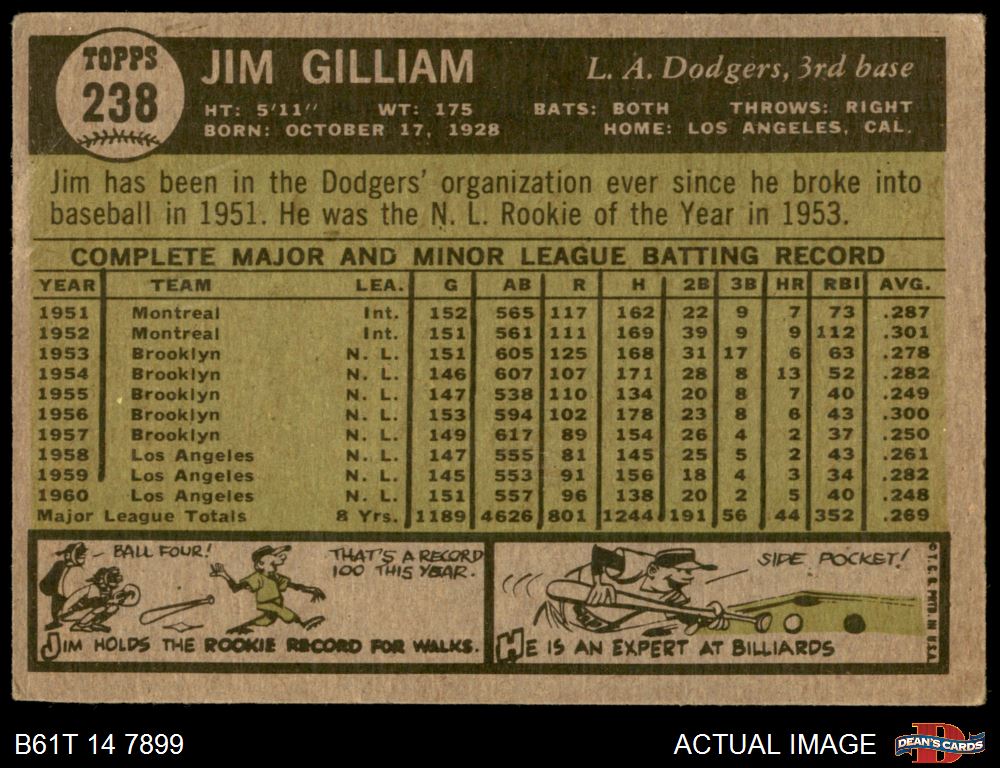 TOPPS
238
JIM GILLIAM
L. A. Dodgers, 3rd base
HT: 5'11" WT: 175 BATS: BOTH THROWS: RIGHT
BORN: OCTOBER 17, 1928 HOME: LOS ANGELES, CAL.
Jim has been in the Dodgers' organization ever since he broke into
baseball in 1951. He was the N. L. Rookie of the Year in 1953.
COMPLETE MAJOR AND MINOR LEAGUE BATTING RECORD
YEAR TEAM LEA. G AB R H 2B 3B HR RBI AVG.
1951 Montreal Int. 152 565 117 162 22 9 7 73 .287
1952 Montreal Int. 151 561 111 169 39 9 9 112 .301
1953 Brooklyn N. L. 151 605 125 168 31 17 6 63 .278
1954 Brooklyn N. L. 146 607 107 171 28 8 13 52 .282
1955 Brooklyn N. L. 147 538 110 134 20 8 7 40 .249
1956 Brooklyn N. L. 153 594 102 178 23 8 6 43 .300
1957 Brooklyn N. L. 149 617 89 154 26 4 2 37 .250
1958 Los Angeles N. L. 147 555 81 145 25 5 2 43 .261
1959 Los Angeles N. L. 145 553 91 156 18 4 3 34 .282
1960 Los Angeles N. L. 151 557 96 138 20 2 5 40 .248
Major League Totals 8 Yrs. 1189 4626 801 1244 191 56 44 352 .269
BALL FOUR!
THAT'S A RECORD
100 THIS YEAR.
JIM HOLDS THE ROOKIE RECORD FOR WALKS.
SIDE POCKET!
HE IS AN EXPERT AT BILLIARDS
© T. C. G. PRTD. IN U.S.A.
B61T 14 7899
ACTUAL IMAGE
D
DEAN'S CARDS